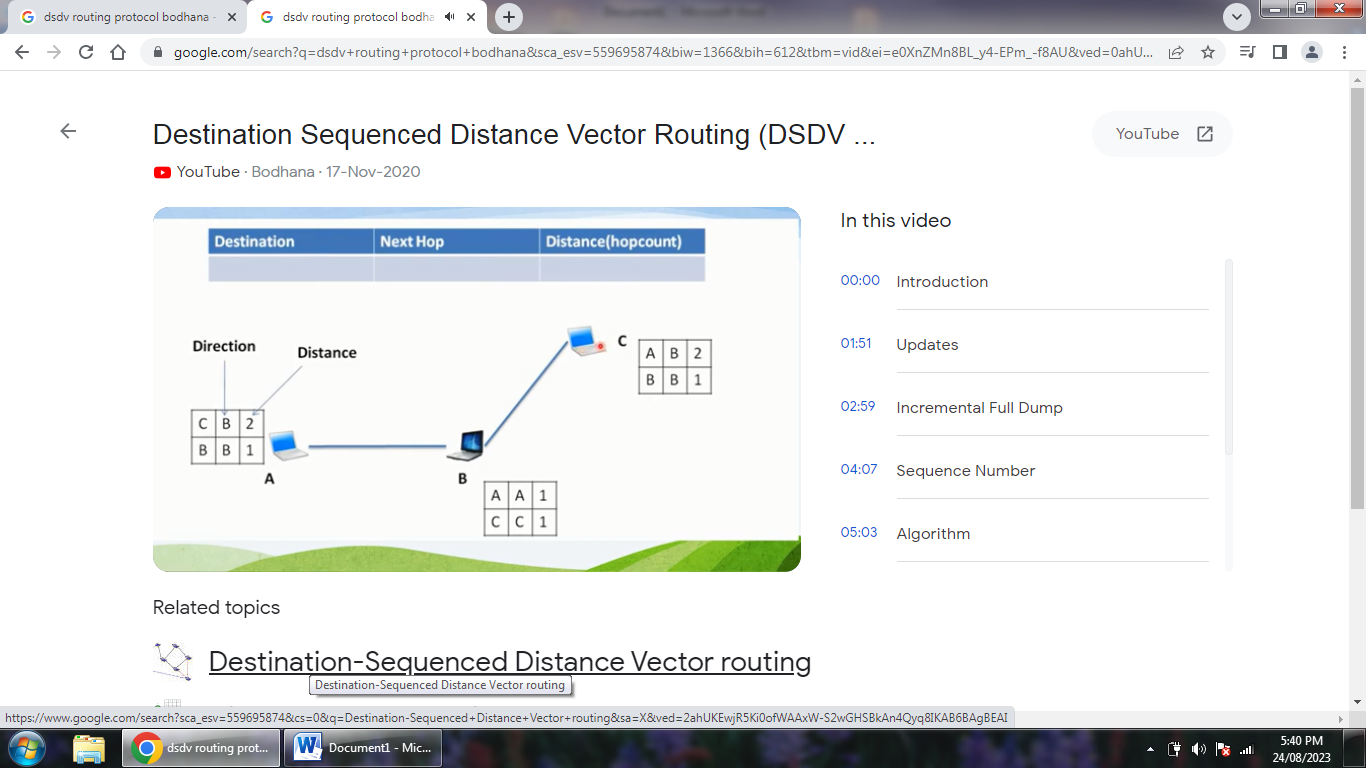 dsdv routing protocol bodhana -
dsdv routing protocol bodha
google.com/search?q=dsdv+routing+protocol+bodhana&sca_esv=559695874&biw=1366&bih=612&tbm=vid&ei=e0XnZMn8BL_y4-EPm_-f8AU&ved=0ahU...
Destination Sequenced Distance Vector Routing (DSDV ...
YouTube
YouTube · Bodhana · 17-Nov-2020
Destination Next Hop Distance(hopcount)
Direction
Distance
C B 2
B B 1
A
B
A A 1
C C 1
C
A B 2
B B 1
In this video
00:00 Introduction
01:51 Updates
02:59 Incremental Full Dump
04:07 Sequence Number
05:03 Algorithm
Related topics
Destination-Sequenced Distance Vector routing
Destination-Sequenced Distance Vector routing
https://www.google.com/search?sca_esv=559695874&cs=0&q=Destination-Sequenced+Distance+Vector+routing&sa=X&ved=2ahUKEwjR5Ki0ofWAAxW-S2wGHSBkAn4Qyq8IKAB6BAgBEAI
dsdv routing prot...
Document1 - Mic...
5:40 PM
24/08/2023